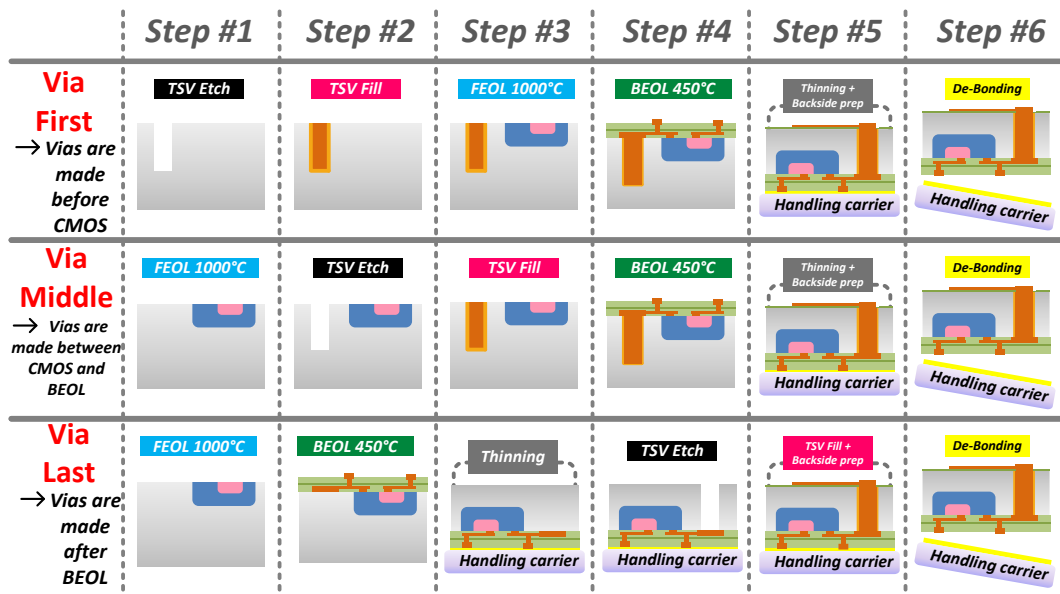 Step #1 Step #2 Step #3 Step #4 Step #5 Step #6
Via
First
→ Vias are
made
before
CMOS
TSV Etch
TSV Fill
FEOL 1000°C
BEOL 450°C
Thinning +
Backside prep
Handling carrier
De-Bonding
Handling carrier
Via
Middle
→ Vias are
made between
CMOS and
BEOL
FEOL 1000°C
TSV Etch
TSV Fill
BEOL 450°C
Thinning +
Backside prep
Handling carrier
De-Bonding
Handling carrier
Via
Last
→ Vias are
made
after
BEOL
FEOL 1000°C
BEOL 450°C
Thinning
Handling carrier
TSV Etch
Handling carrier
TSV Fill +
Backside prep
Handling carrier
De-Bonding
Handling carrier